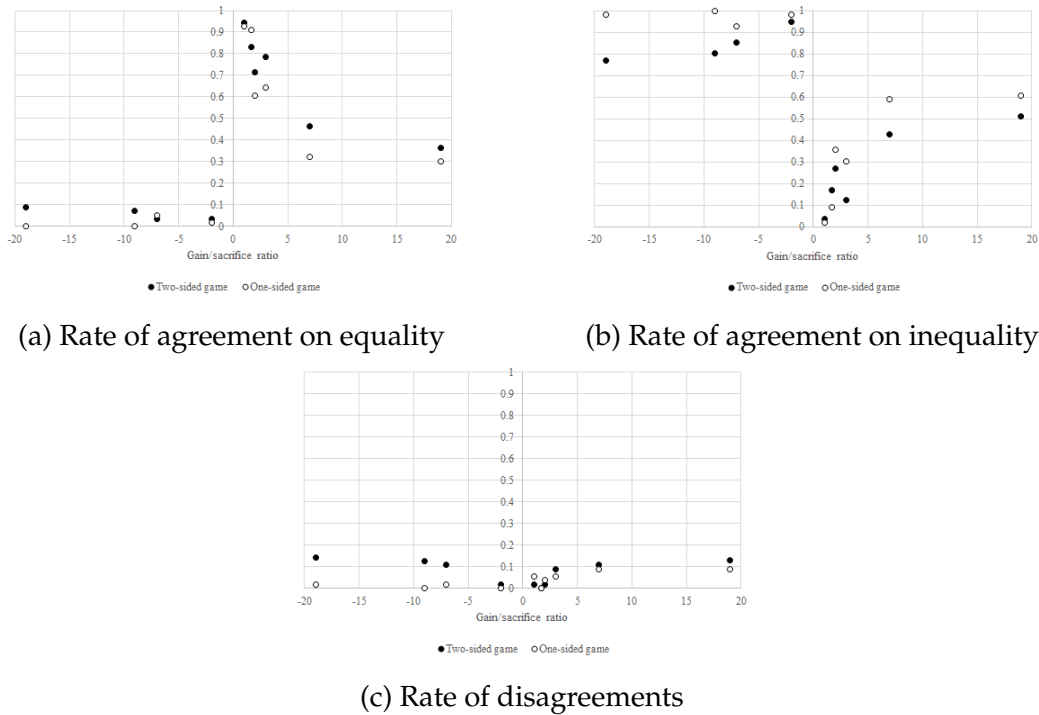 1
0.9
0.8
0.7
0.6
0.5
0.4
0.3
0.2
0.1
0
-20 -15 -10 -5 0 5 10 15 20
Gain/sacrifice ratio
Two-sided game One-sided game
(a) Rate of agreement on equality
1
0.9
0.8
0.7
0.6
0.5
0.4
0.3
0.2
0.1
0
-20 -15 -10 -5 0 5 10 15 20
Gain/sacrifice ratio
Two-sided game One-sided game
(b) Rate of agreement on inequality
1
0.9
0.8
0.7
0.6
0.5
0.4
0.3
0.2
0.1
0
-20 -15 -10 -5 0 5 10 15 20
Gain/sacrifice ratio
Two-sided game One-sided game
(c) Rate of disagreements